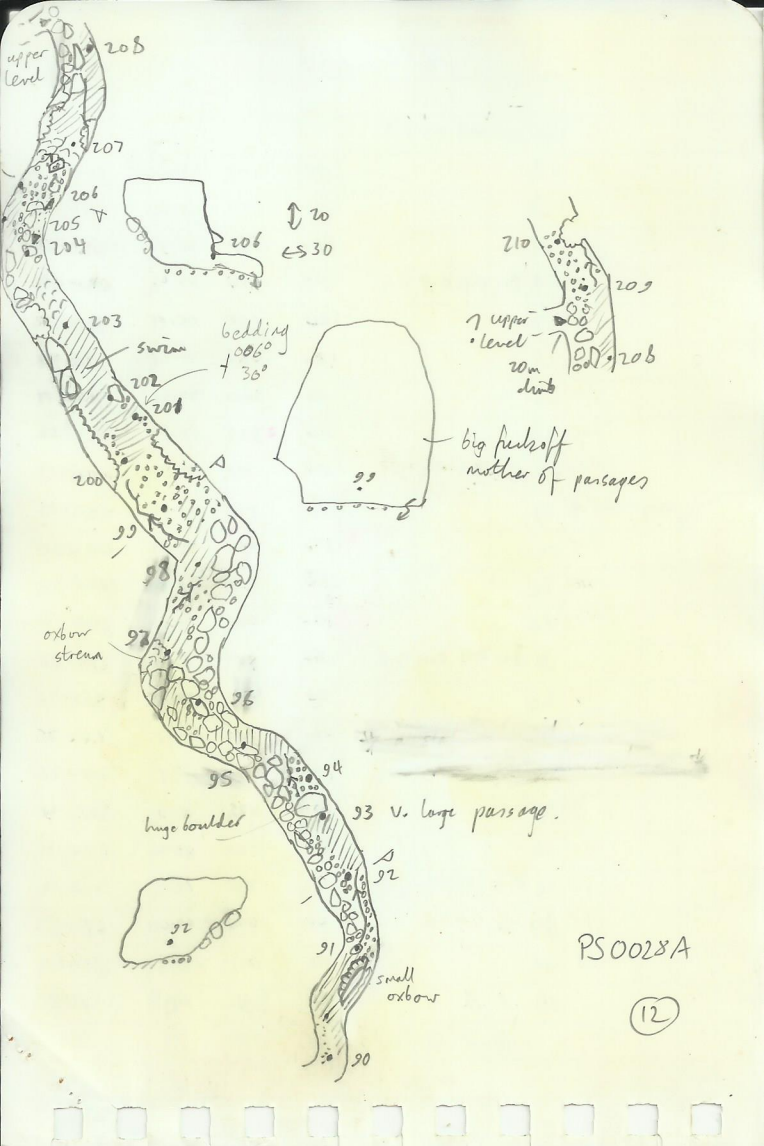 upper
level
208
207
206
205
204
206
↕ 20
↔ 30
210
209
↑ upper
level
20m
climb
208
203
swim
bedding
006°
30°
202
201
big fuckoff
mother of passages
99
200
99
98
97
oxbow
stream
96
95
94
93 v. large passage.
huge boulder
92
92
91
small
oxbow
90
PS0028A
12